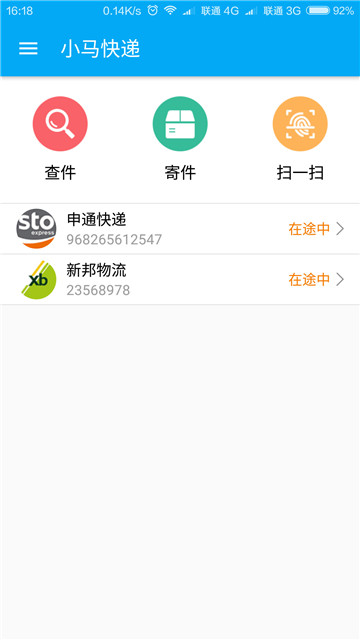 16:18 0.14K/s 联通 4G 联通 3G 92%
小马快递
查件 寄件 扫一扫
sto express
申通快递
968265612547
在途中
xb
新邦物流
23568978
在途中